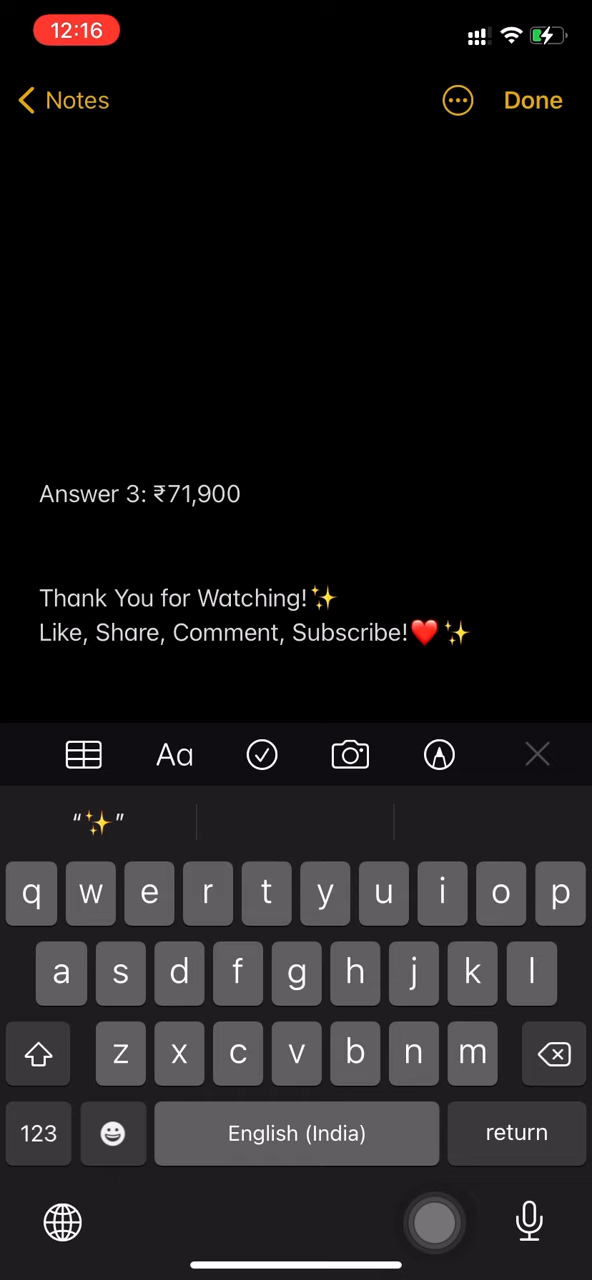 12:16
Notes
Done
Answer 3: ₹71,900
Thank You for Watching!✨
Like, Share, Comment, Subscribe!❤️✨
Aa
“✨”
q w e r t y u i o p
a s d f g h j k l
z x c v b n m
123
English (India)
return